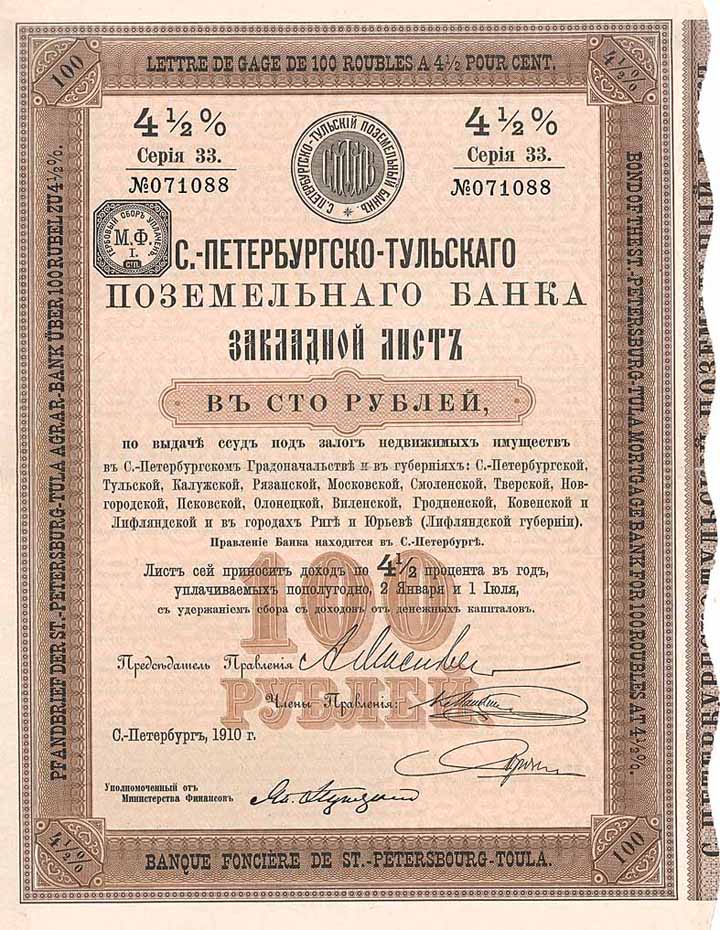 100
LETTRE DE GAGE DE 100 ROUBLES A 4½ POUR CENT.
4½%
4½%
Серія 33.
№071088
С.ПЕТЕРБУРГСКО-ТУЛЬСКІЙ ПОЗЕМЕЛЬНЫЙ БАНКЪ.
4½%
Серія 33.
№071088
ГЕРБОВЫЙ СБОРЪ УПЛАЧЕНЪ.
М.Ф.
I.
СТП.
С.-ПЕТЕРБУРГСКО-ТУЛЬСКАГО
ПОЗЕМЕЛЬНАГО БАНКА
ЗАКЛАДНОЙ ЛИСТЪ
ВЪ СТО РУБЛЕЙ,
по выдачѣ ссудъ подъ залогъ недвижимыхъ имуществъ
въ С.-Петербургскомъ Градоначальствѣ и въ губерніяхъ: С.-Петербургской,
Тульской, Калужской, Рязанской, Московской, Смоленской, Тверской, Нов-
городской, Псковской, Олонецкой, Виленской, Гродненской, Ковенской и
Лифляндской и въ городахъ Ригѣ и Юрьевѣ (Лифляндской губерніи).
Правленіе Банка находится въ С.-Петербургѣ.
100 РУБЛЕЙ
Листъ сей приноситъ доходъ по 4½ процента въ годъ,
уплачиваемыхъ пополугодно, 2 Января и 1 Іюля,
съ удержаніемъ сбора съ доходовъ отъ денежныхъ капиталовъ.
Предсѣдатель Правленія
Члены Правленія:
С.-Петербургъ, 1910 г.
Уполномоченный отъ
Министерства Финансовъ
PFANDBRIEF DER ST.-PETERSBURG-TULA AGRAR-BANK ÜBER 100 RUBEL ZU 4½%.
BOND OF THE ST.-PETERSBURG-TULA MORTGAGE BANK FOR 100 ROUBLES AT 4½%.
4½%
BANQUE FONCIÈRE DE ST.-PETERSBOURG-TOULA.
100